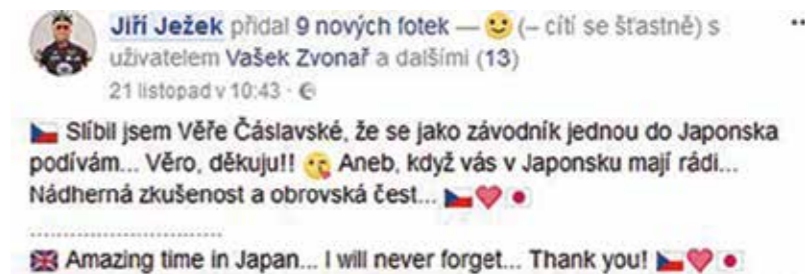 Jiří Ježek přidal 9 nových fotek — 🙂 (– cítí se šťastně) s
uživatelem Vašek Zvonař a dalšími (13)
21 listopad v 10:43 ·
🇨🇿 Slíbil jsem Věře Čáslavské, že se jako závodník jednou do Japonska
podívám... Věro, děkuju!! 😘 Aneb, když vás v Japonsku mají rádi...
Nádherná zkušenost a obrovská čest... 🇨🇿❤️🇯🇵
------------------------
🇬🇧 Amazing time in Japan... I will never forget... Thank you! 🇨🇿❤️🇯🇵